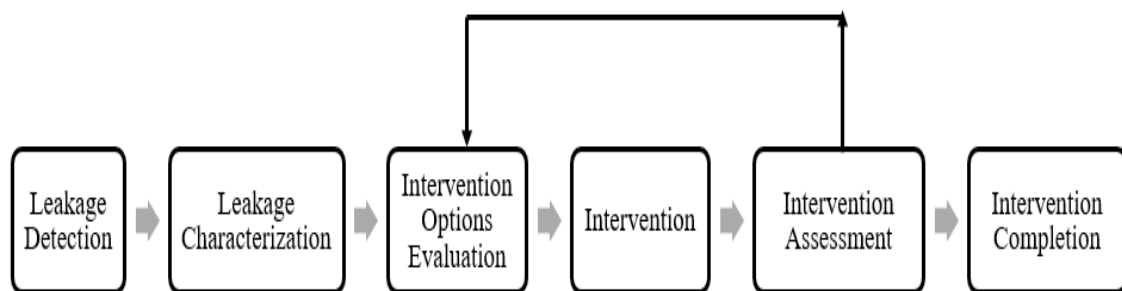 Leakage
Detection
Leakage
Characterization
Intervention
Options
Evaluation
Intervention
Intervention
Assessment
Intervention
Completion